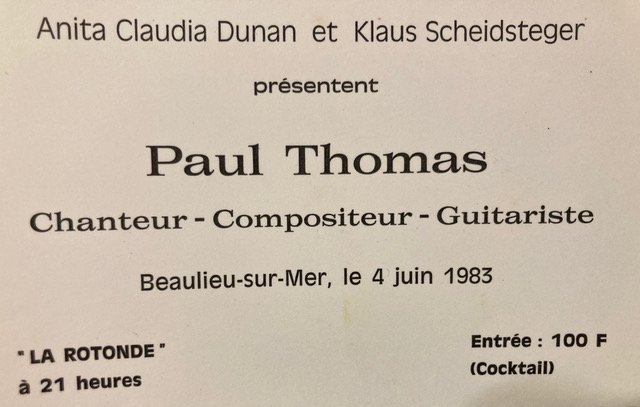 Anita Claudia Dunan et Klaus Scheidsteger
présentent
Paul Thomas
Chanteur - Compositeur - Guitariste
Beaulieu-sur-Mer, le 4 juin 1983
"LA ROTONDE"
à 21 heures
Entrée : 100 F
(Cocktail)